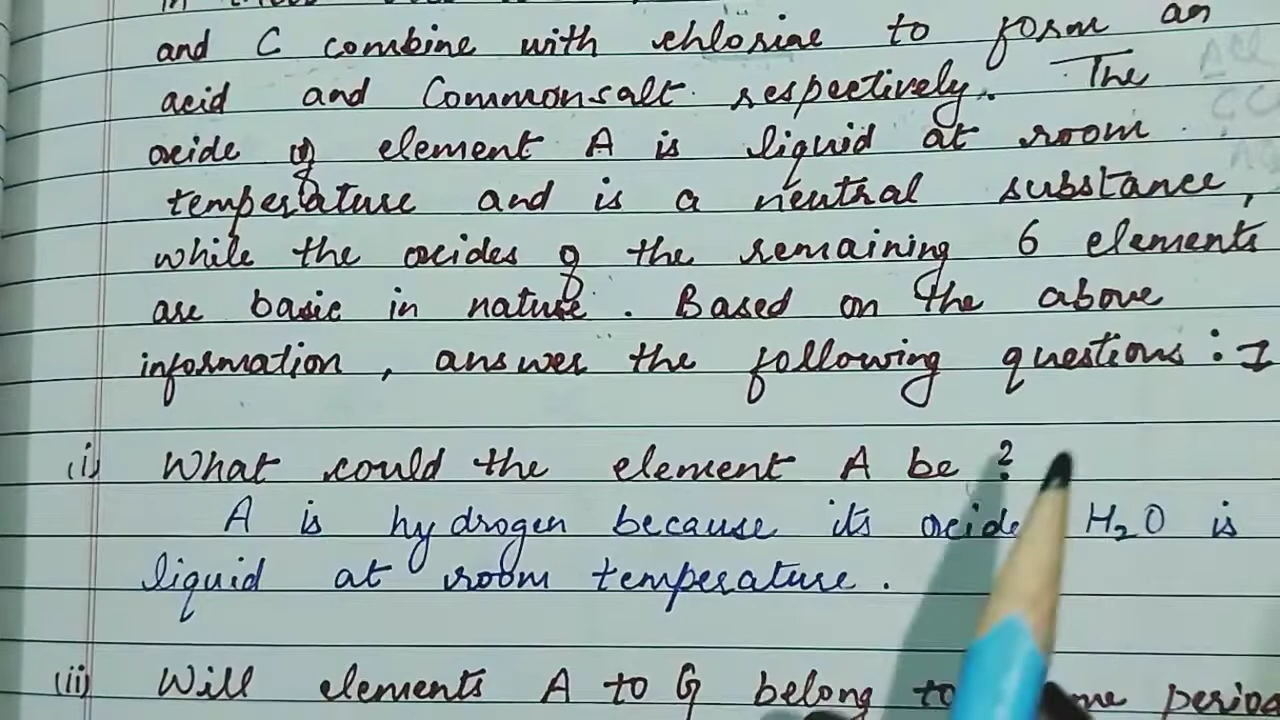 and C combine with chlorine to form an
acid and Commonsalt respectively. The
oxide of element A is liquid at room
temperature and is a neutral substance,
while the oxides of the remaining 6 elements
are basic in nature. Based on the above
information, answer the following questions :-
(i) What could the element A be ?
A is hydrogen because its oxide H₂O is
liquid at room temperature.
(ii) Will elements A to G belong to period